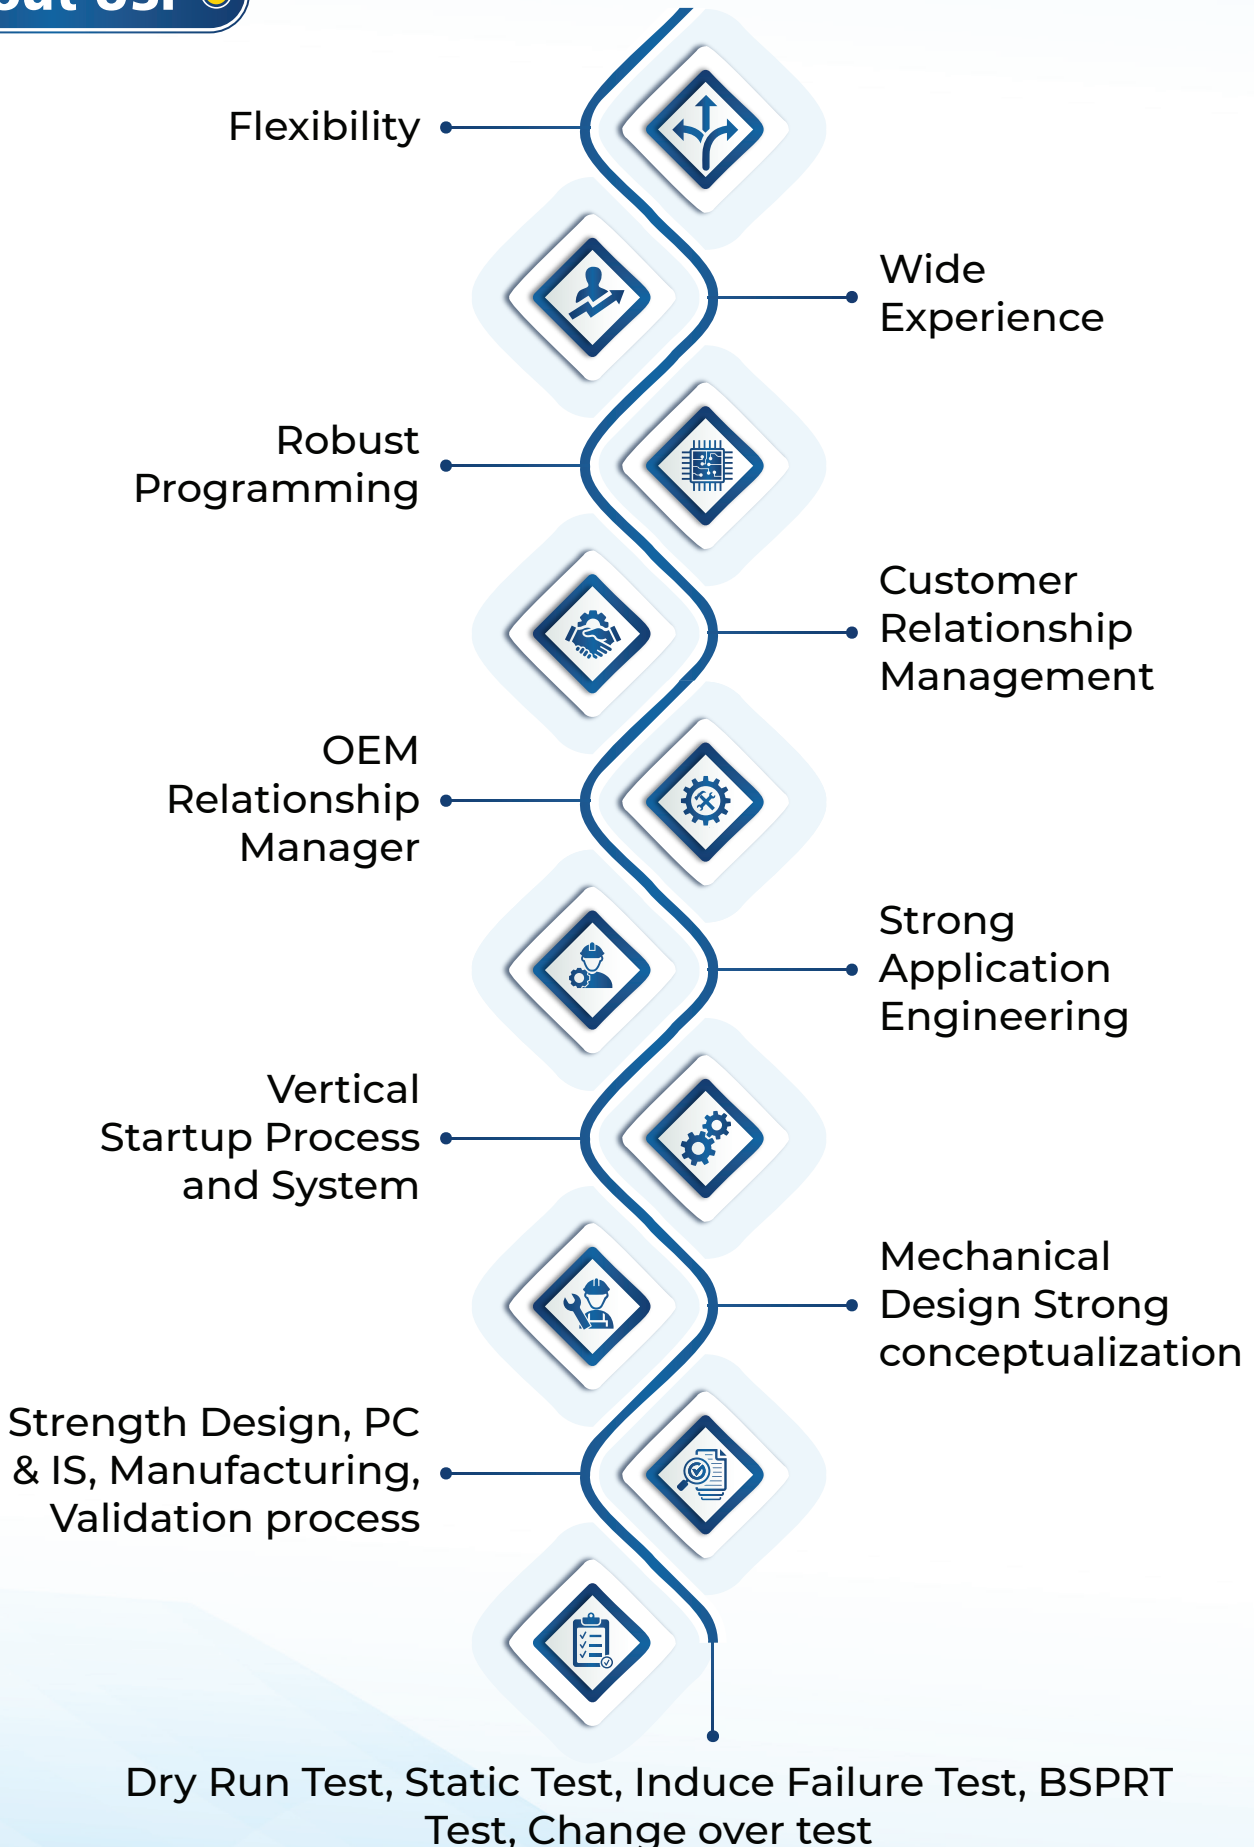 USP
Flexibility
Wide
Experience
Robust
Programming
Customer
Relationship
Management
OEM
Relationship
Manager
Strong
Application
Engineering
Vertical
Startup Process
and System
Mechanical
Design Strong
conceptualization
Strength Design, PC
& IS, Manufacturing,
Validation process
Dry Run Test, Static Test, Induce Failure Test, BSPRT
Test, Change over test